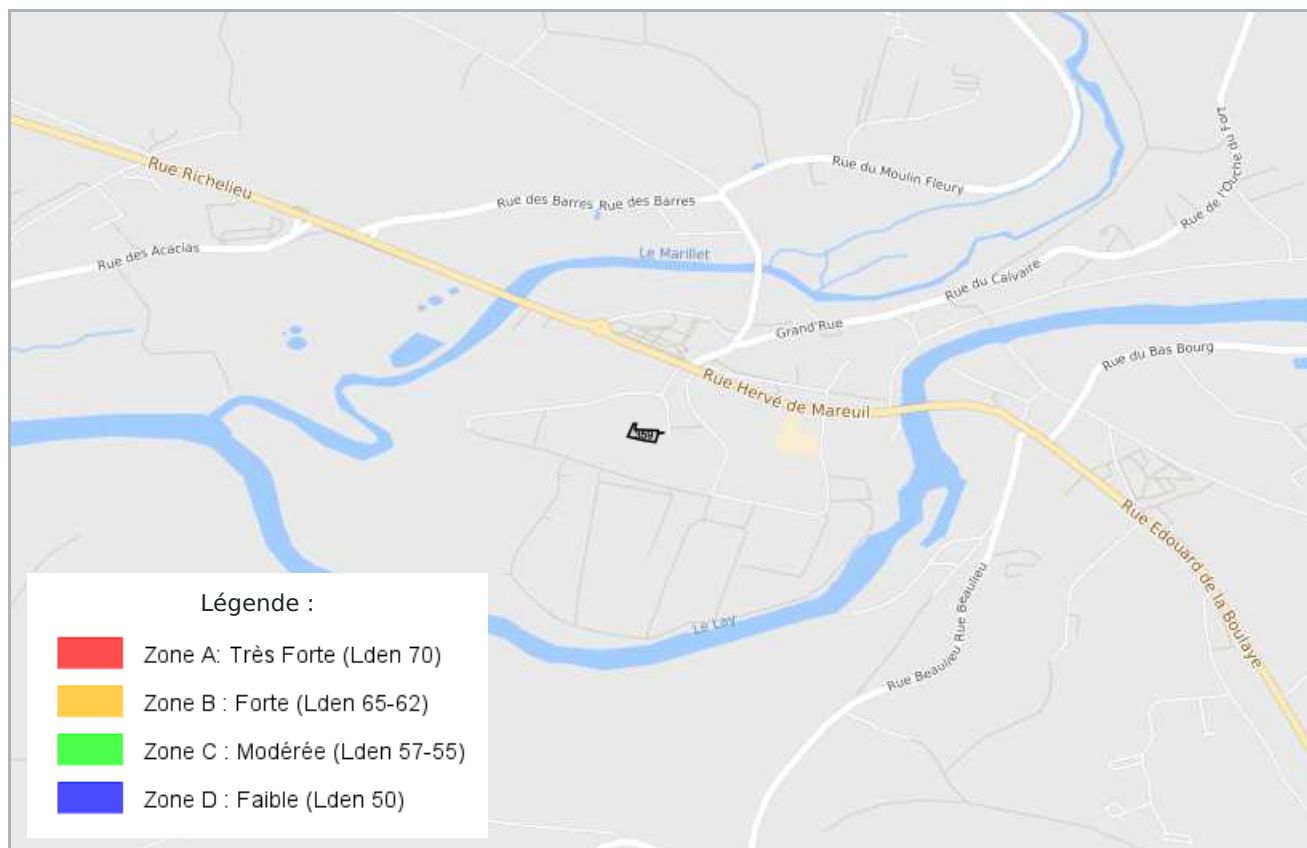 Rue Richelieu
Rue des Barres Rue des Barres
Rue du Moulin Fleury
Rue de l'Ouche du Fort
Rue des Acacias
Le Marillet
Rue du Calvaire
Grand'Rue
Rue du Bas Bourg
Rue Hervé de Mareuil
359
Rue Edouard de la Boulaye
Rue Beaulieu Rue Beaulieu
Le Lay
Légende :
Zone A: Très Forte (Lden 70)
Zone B : Forte (Lden 65-62)
Zone C : Modérée (Lden 57-55)
Zone D : Faible (Lden 50)